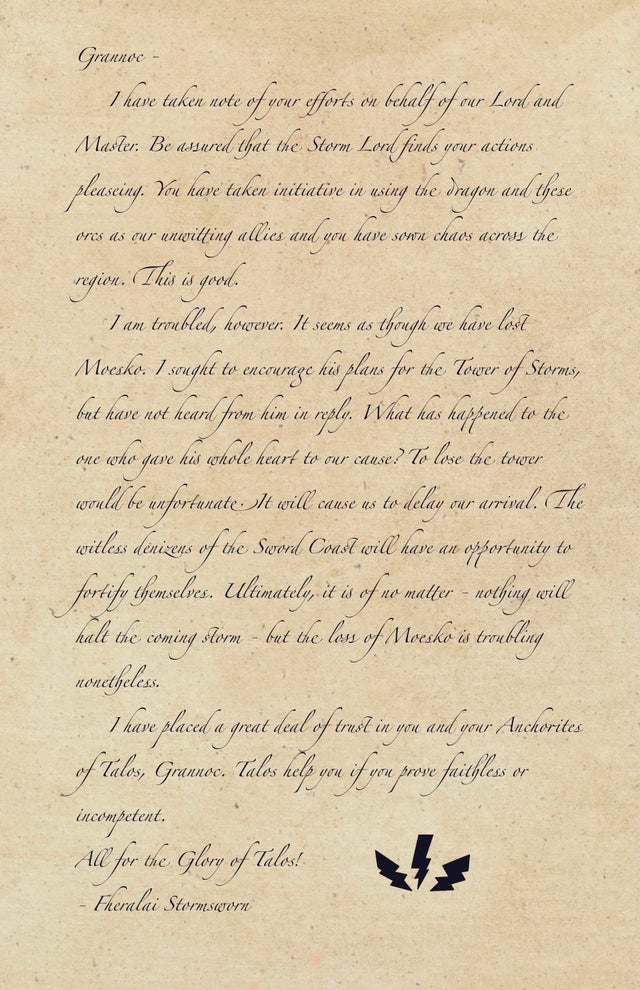 Grannoc -
I have taken note of your efforts on behalf of our Lord and
Master. Be assured that the Storm Lord finds your actions
pleaseing. You have taken initiative in using the dragon and these
orcs as our unwitting allies and you have sown chaos across the
region. This is good.
I am troubled, however. It seems as though we have lost
Moesko. I sought to encourage his plans for the Tower of Storms,
but have not heard from him in reply. What has happened to the
one who gave his whole heart to our cause? To lose the tower
would be unfortunate. It will cause us to delay our arrival. The
witless denizens of the Sword Coast will have an opportunity to
fortify themselves. Ultimately, it is of no matter - nothing will
halt the coming storm - but the loss of Moesko is troubling
nonetheless.
I have placed a great deal of trust in you and your Anchorites
of Talos, Grannoc. Talos help you if you prove faithless or
incompetent.
All for the Glory of Talos!
- Fheralai Stormsworn